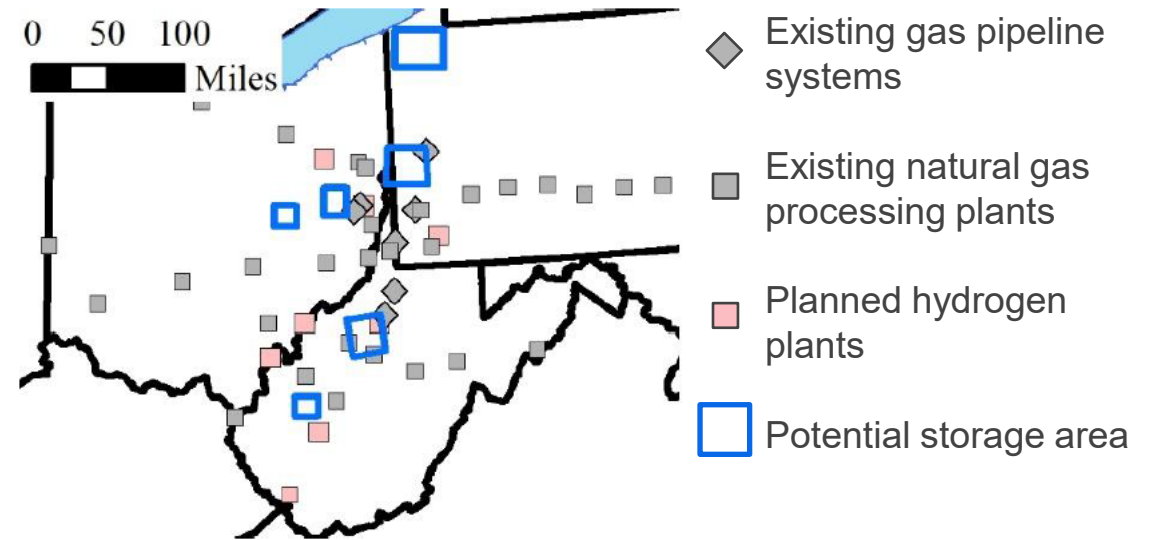 0 50 100
Miles
Existing gas pipeline
systems
Existing natural gas
processing plants
Planned hydrogen
plants
Potential storage area